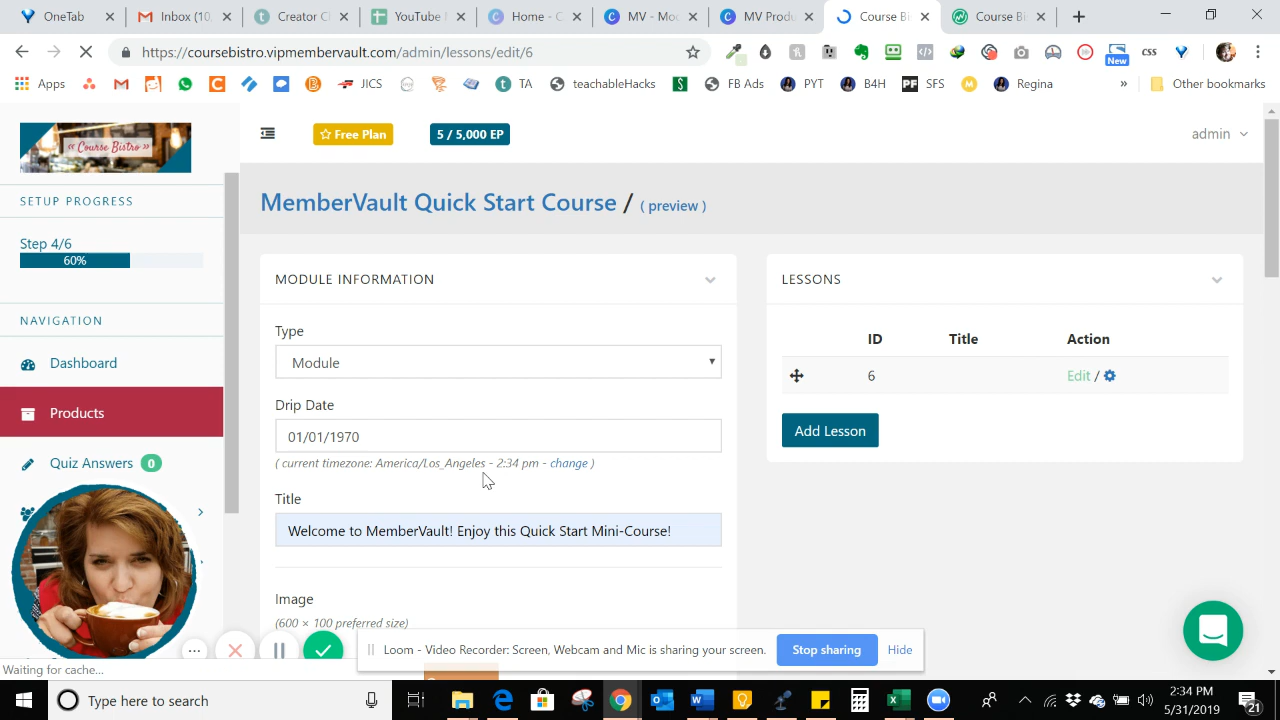 OneTab
Inbox (10,
Creator Cl
YouTube I
Home - C
MV - Mod
MV Produ
Course Bi
Course Bi
https://coursebistro.vipmembervault.com/admin/lessons/edit/6
css
New
Apps
JICS
TA
teachableHacks
FB Ads
PYT
B4H
PF
SFS
Regina
»
Other bookmarks
« Course Bistro »
Free Plan
5 / 5,000 EP
admin
SETUP PROGRESS
MemberVault Quick Start Course / ( preview )
Step 4/6
60%
MODULE INFORMATION
LESSONS
NAVIGATION
Type
Module
ID
Title
Action
6
Edit /
Dashboard
Products
Quiz Answers 0
Drip Date
01/01/1970
( current timezone: America/Los_Angeles - 2:34 pm - change )
Add Lesson
Title
Welcome to MemberVault! Enjoy this Quick Start Mini-Course!
Image
(600 × 100 preferred size)
Loom - Video Recorder: Screen, Webcam and Mic is sharing your screen.
Stop sharing
Hide
Waiting for cache...
Type here to search
2:34 PM
5/31/2019
21